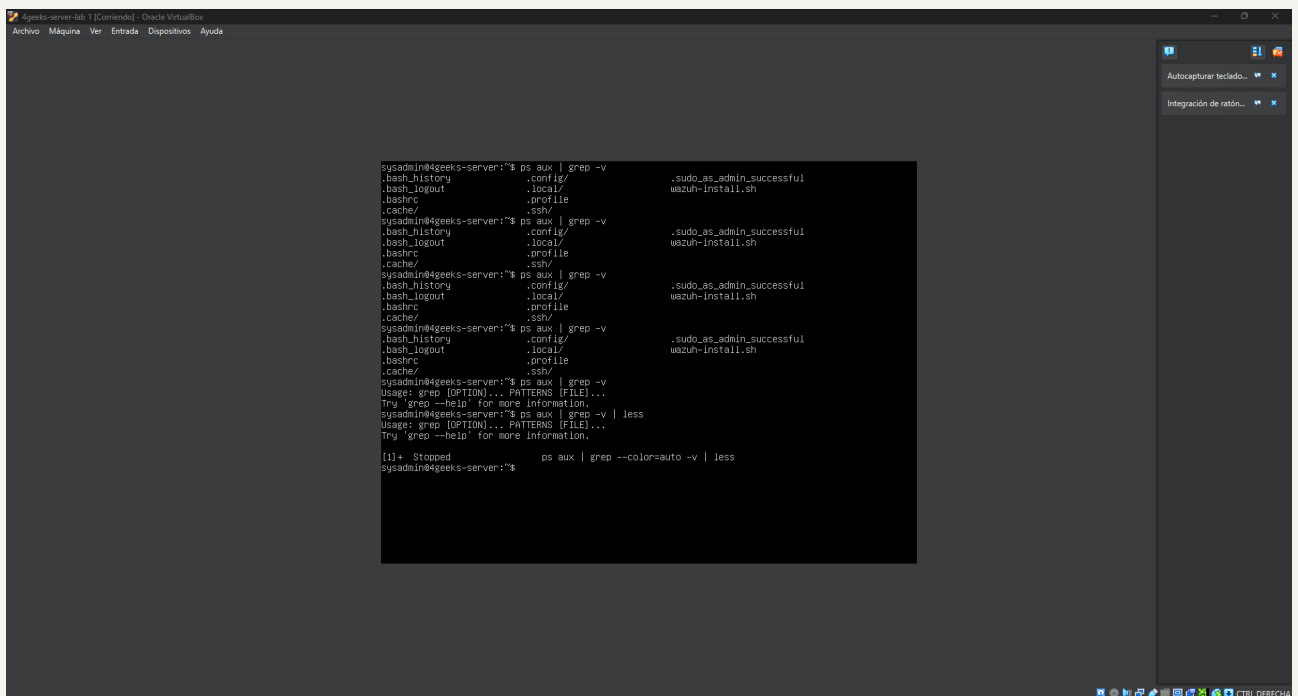 4geeks-server-lab 1 [Corriendo] - Oracle VirtualBox
Archivo Máquina Ver Entrada Dispositivos Ayuda
Autocapturar teclado...
Integración de ratón...
sysadmin@4geeks-server:~$ ps aux | grep -v
.bash_history .config/ .sudo_as_admin_successful
.bash_logout .local/ wazuh-install.sh
.bashrc .profile
.cache/ .ssh/
sysadmin@4geeks-server:~$ ps aux | grep -v
.bash_history .config/ .sudo_as_admin_successful
.bash_logout .local/ wazuh-install.sh
.bashrc .profile
.cache/ .ssh/
sysadmin@4geeks-server:~$ ps aux | grep -v
.bash_history .config/ .sudo_as_admin_successful
.bash_logout .local/ wazuh-install.sh
.bashrc .profile
.cache/ .ssh/
sysadmin@4geeks-server:~$ ps aux | grep -v
.bash_history .config/ .sudo_as_admin_successful
.bash_logout .local/ wazuh-install.sh
.bashrc .profile
.cache/ .ssh/
sysadmin@4geeks-server:~$ ps aux | grep -v
Usage: grep [OPTION]... PATTERNS [FILE]...
Try 'grep --help' for more information.
sysadmin@4geeks-server:~$ ps aux | grep -v | less
Usage: grep [OPTION]... PATTERNS [FILE]...
Try 'grep --help' for more information.
[1]+ Stopped ps aux | grep --color=auto -v | less
sysadmin@4geeks-server:~$
CTRL DERECHA